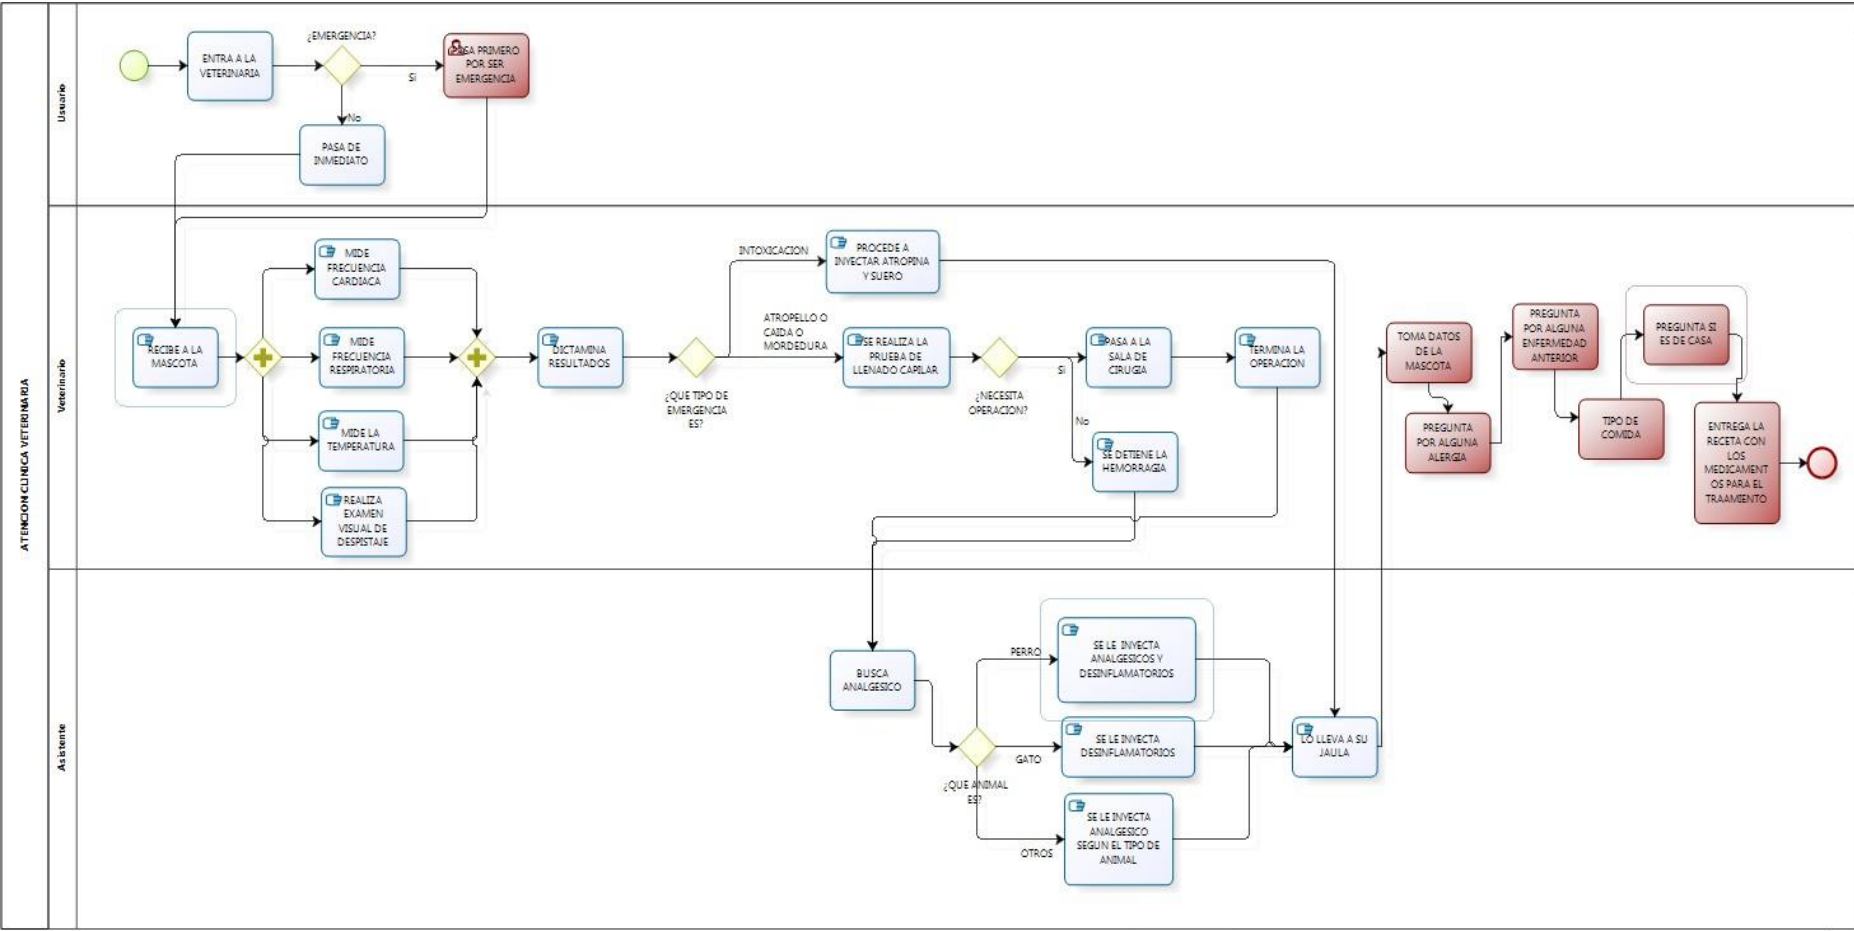 ATENCION CLINICA VETERINARIA
Usuario
¿EMERGENCIA?
ENTRA A LA
VETERINARIA
Si
PASA PRIMERO
POR SER
EMERGENCIA
No
PASA DE
INMEDIATO
Veterinario
RECIBE A LA
MASCOTA
MIDE
FRECUENCIA
CARDIACA
MIDE
FRECUENCIA
RESPIRATORIA
MIDE LA
TEMPERATURA
REALIZA
EXAMEN
VISUAL DE
DESPISTAJE
DICTAMINA
RESULTADOS
¿QUE TIPO DE
EMERGENCIA
ES?
INTOXICACION
PROCEDE A
INYECTAR ATROPINA
Y SUERO
ATROPELLO O
CAIDA O
MORDEDURA
SE REALIZA LA
PRUEBA DE
LLENADO CAPILAR
¿NECESITA
OPERACION?
Si
PASA A LA
SALA DE
CIRUGIA
TERMINA LA
OPERACION
No
SE DETIENE LA
HEMORRAGIA
TOMA DATOS
DE LA
MASCOTA
PREGUNTA
POR ALGUNA
ALERGIA
PREGUNTA
POR ALGUNA
ENFERMEDAD
ANTERIOR
TIPO DE
COMIDA
PREGUNTA SI
ES DE CASA
ENTREGA LA
RECETA CON
LOS
MEDICAMENT
OS PARA EL
TRAAMIENTO
Asistente
BUSCA
ANALGESICO
¿QUE ANIMAL
ES?
PERRO
SE LE INYECTA
ANALGESICOS Y
DESINFLAMATORIOS
GATO
SE LE INYECTA
DESINFLAMATORIOS
OTROS
SE LE INYECTA
ANALGESICO
SEGUN EL TIPO DE
ANIMAL
LO LLEVA A SU
JAULA